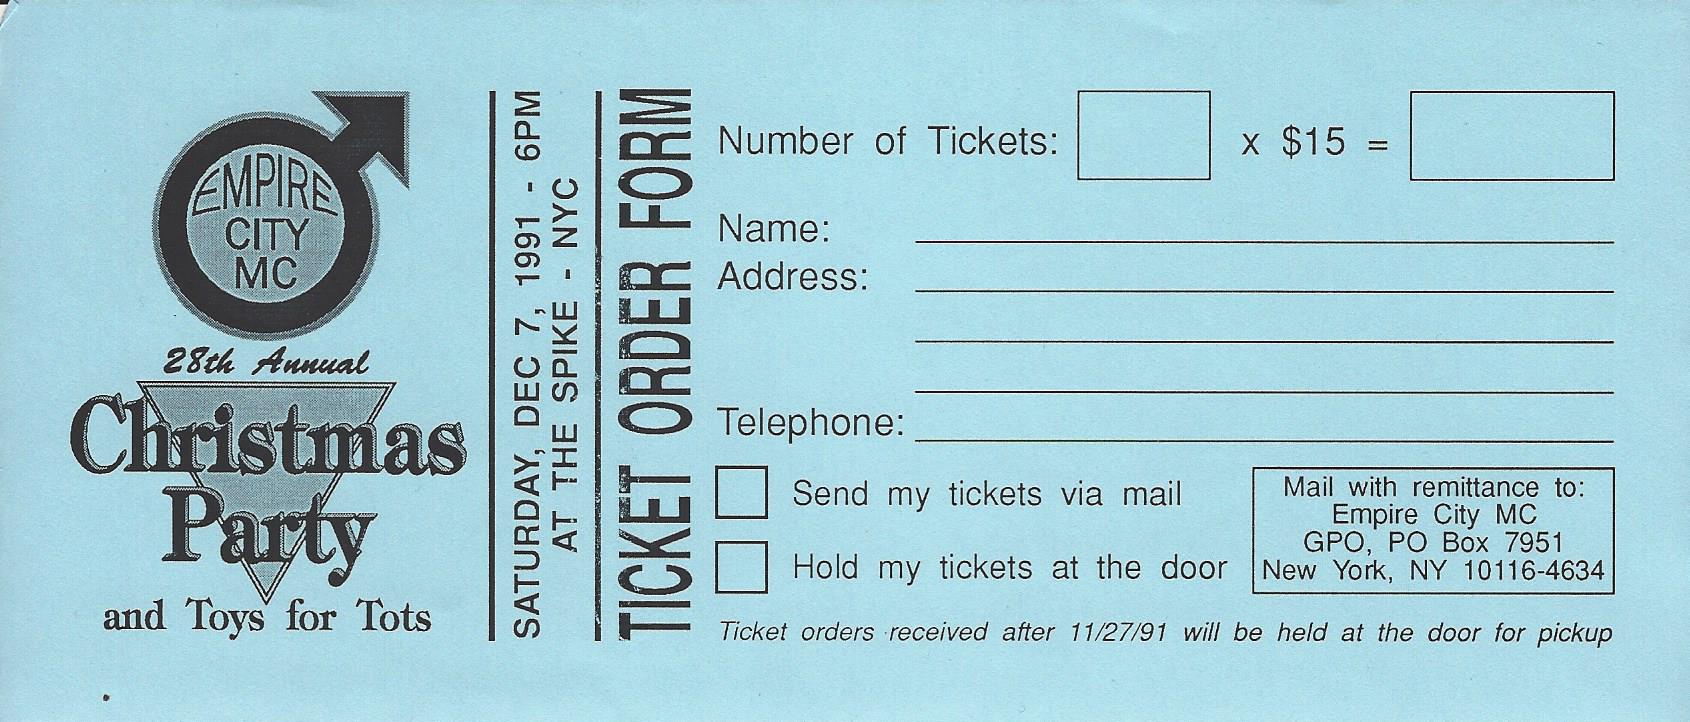 EMPIRE
CITY
MC
28th Annual
Christmas
Party
and Toys for Tots
SATURDAY, DEC 7, 1991 - 6PM
AT THE SPIKE - NYC
TICKET ORDER FORM
Number of Tickets: x $15 =
Name:
Address:
Telephone:
Send my tickets via mail
Hold my tickets at the door
Mail with remittance to:
Empire City MC
GPO, PO Box 7951
New York, NY 10116-4634
Ticket orders received after 11/27/91 will be held at the door for pickup